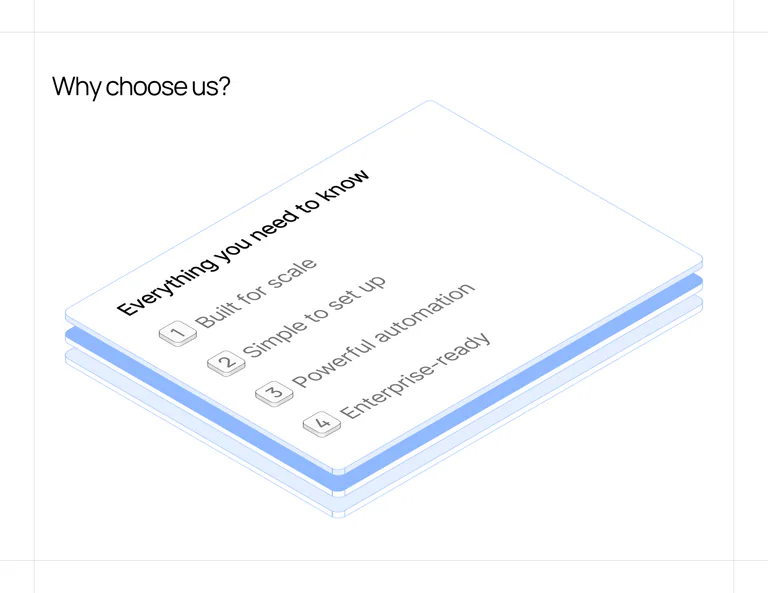 Why choose us?
Everything you need to know
1 Built for scale
2 Simple to set up
3 Powerful automation
4 Enterprise-ready